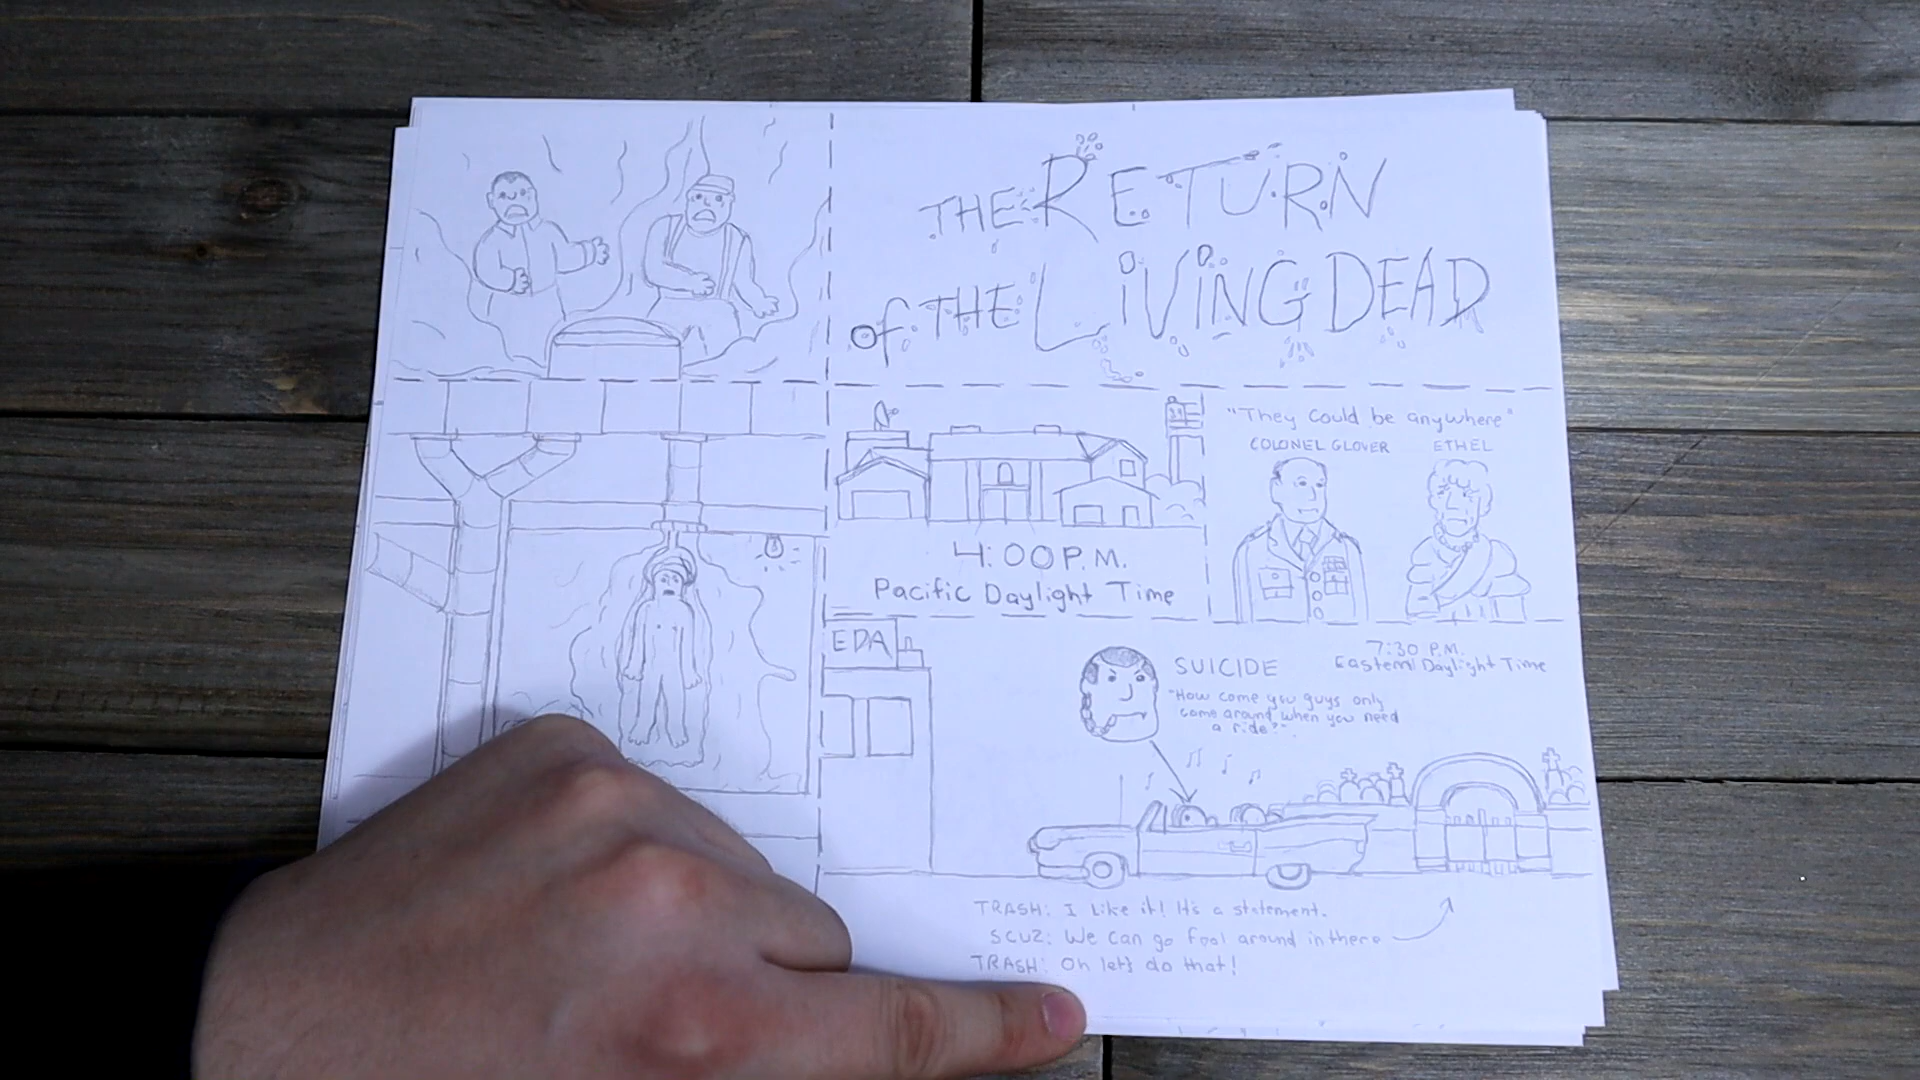 THE RETURN
of THE LIVING DEAD
4:00 P.M.
Pacific Daylight Time
"They could be anywhere"
COLONEL GLOVER ETHEL
EDA
SUICIDE
"How come you guys only
come around when you need
a ride?"
7:30 P.M.
Eastern Daylight Time
TRASH: I like it! It's a statement.
SCUZ: We can go fool around in there
TRASH: Oh let's do that!